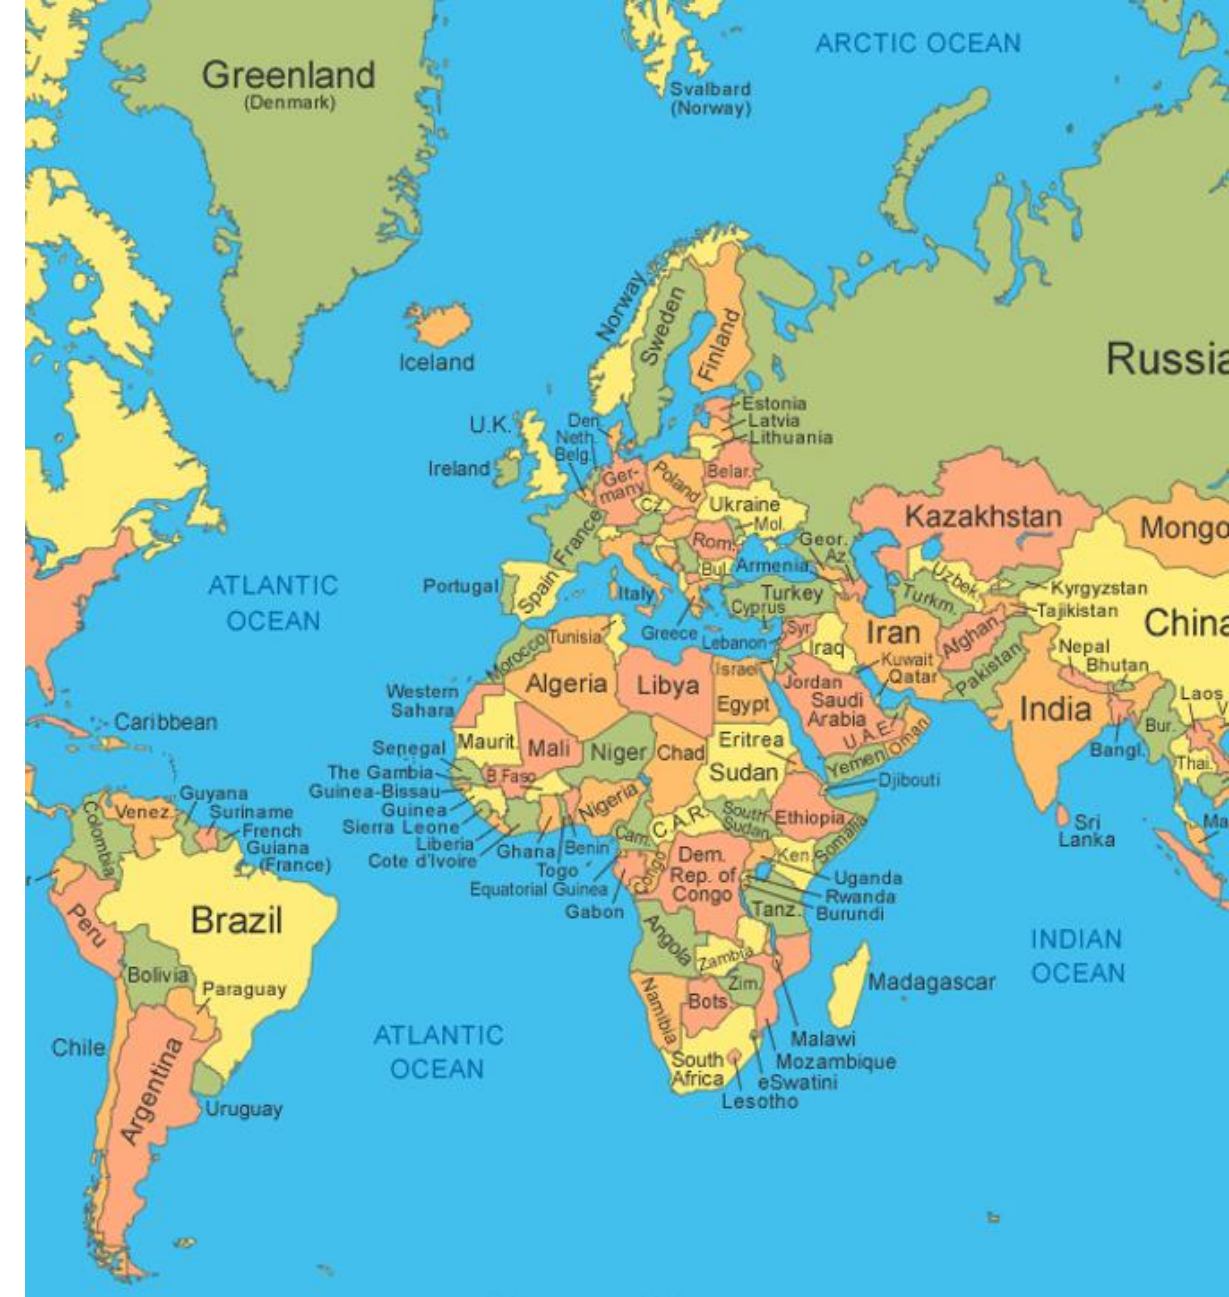 ARCTIC OCEAN
Greenland
(Denmark)
Svalbard
(Norway)
Norway
Sweden
Finland
Iceland
Russia
Estonia
Latvia
Lithuania
U.K.
Den
Neth.
Belg.
Ireland
Ger-
many
Poland
Belar.
Cz.
Ukraine
Mol.
France
Rom.
Bul.
Kazakhstan
Mongo
Geor.
Az.
Armenia
ATLANTIC
OCEAN
Portugal
Spain
Italy
Turkey
Cyprus
Greece
Lebanon
Syr.
Uzbek.
Turkm.
Kyrgyzstan
Tajikistan
China
Tunisia
Morocco
Israel
Iraq
Iran
Afghan.
Pakistan
Nepal
Bhutan
Kuwait
Qatar
Algeria
Libya
Egypt
Jordan
Saudi
Arabia
U.A.E.
Oman
Yemen
India
Laos
V
Bur.
Bangl.
Thai.
Western
Sahara
Caribbean
Maurit.
Mali
Niger
Chad
Eritrea
Sudan
Djibouti
Senegal
The Gambia
Guinea-Bissau
Guinea
Sierra Leone
Liberia
Cote d'Ivoire
B.Faso
Nigeria
Ghana
Benin
Togo
Equatorial Guinea
Gabon
Cam.
C.A.R.
South
Sudan
Ethiopia
Somalia
Sri
Lanka
Ma
Guyana
Venez.
Suriname
French
Guiana
(France)
Colombia
r
Congo
Dem.
Rep. of
Congo
Ken.
Uganda
Rwanda
Burundi
Tanz.
Peru
Brazil
Bolivia
Paraguay
Angola
Zambia
Zim.
Namibia
Bots.
Madagascar
INDIAN
OCEAN
Malawi
Mozambique
eSwatini
Lesotho
South
Africa
ATLANTIC
OCEAN
Chile
Argentina
Uruguay